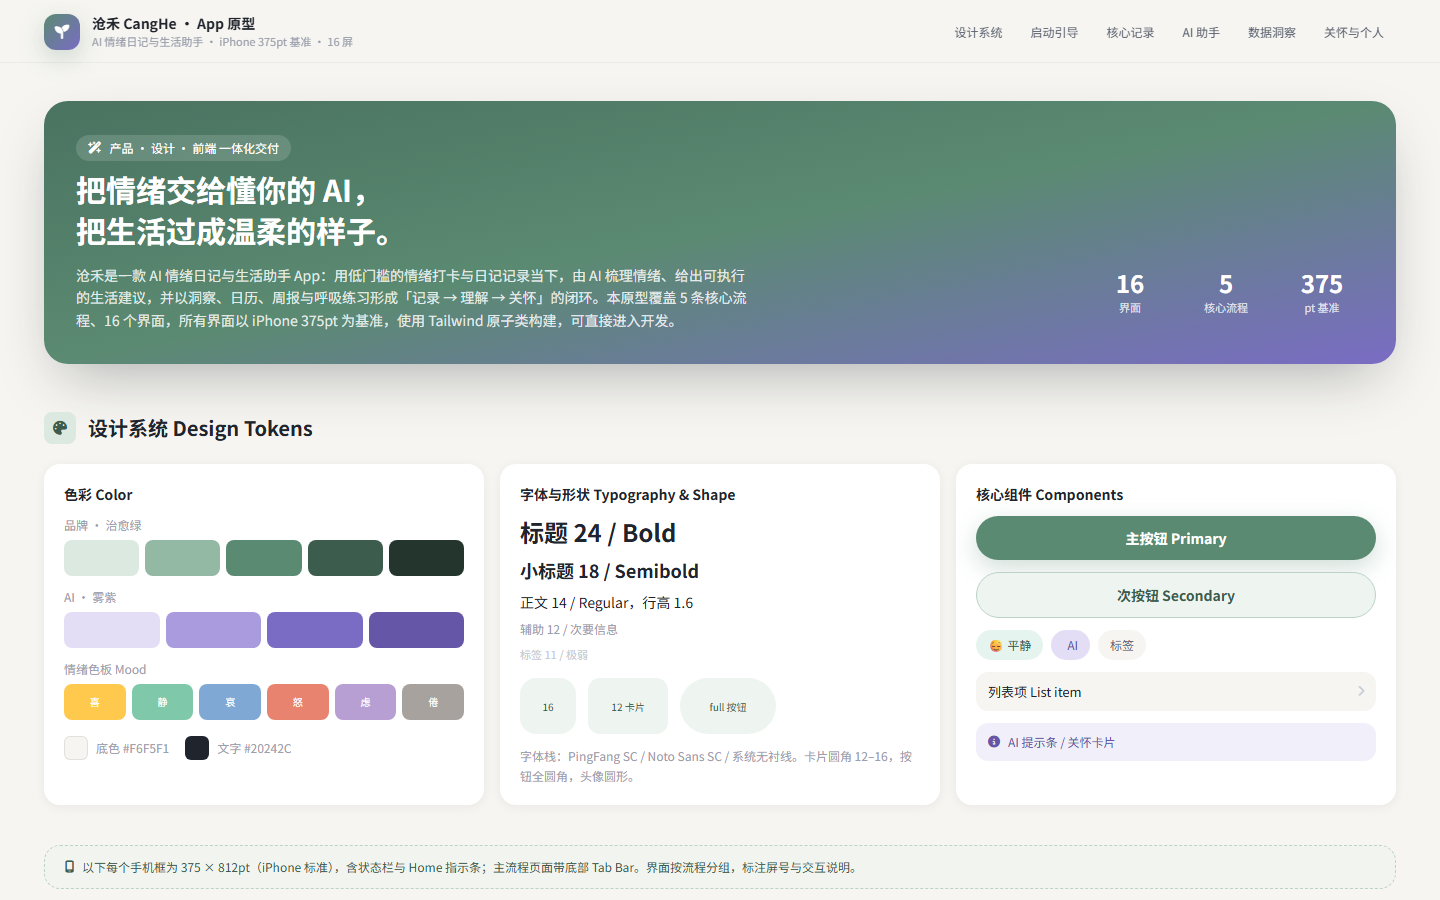 沧禾 CangHe · App 原型
AI 情绪日记与生活助手 · iPhone 375pt 基准 · 16 屏
设计系统
启动引导
核心记录
AI 助手
数据洞察
关怀与个人
产品 · 设计 · 前端 一体化交付
把情绪交给懂你的 AI，
把生活过成温柔的样子。
沧禾是一款 AI 情绪日记与生活助手 App：用低门槛的情绪打卡与日记记录当下，由 AI 梳理情绪、给出可执行
的生活建议，并以洞察、日历、周报与呼吸练习形成「记录 → 理解 → 关怀」的闭环。本原型覆盖 5 条核心流
程、16 个界面，所有界面以 iPhone 375pt 为基准，使用 Tailwind 原子类构建，可直接进入开发。
16
界面
5
核心流程
375
pt 基准
设计系统 Design Tokens
色彩 Color
品牌 · 治愈绿
AI · 雾紫
情绪色板 Mood
喜
静
哀
怒
虑
倦
底色 #F6F5F1
文字 #20242C
字体与形状 Typography & Shape
标题 24 / Bold
小标题 18 / Semibold
正文 14 / Regular，行高 1.6
辅助 12 / 次要信息
标签 11 / 极弱
16
12 卡片
full 按钮
字体栈：PingFang SC / Noto Sans SC / 系统无衬线。卡片圆角 12–16，按
钮全圆角，头像圆形。
核心组件 Components
主按钮 Primary
次按钮 Secondary
平静
AI
标签
列表项 List item
AI 提示条 / 关怀卡片
以下每个手机框为 375 × 812pt（iPhone 标准），含状态栏与 Home 指示条；主流程页面带底部 Tab Bar。界面按流程分组，标注屏号与交互说明。